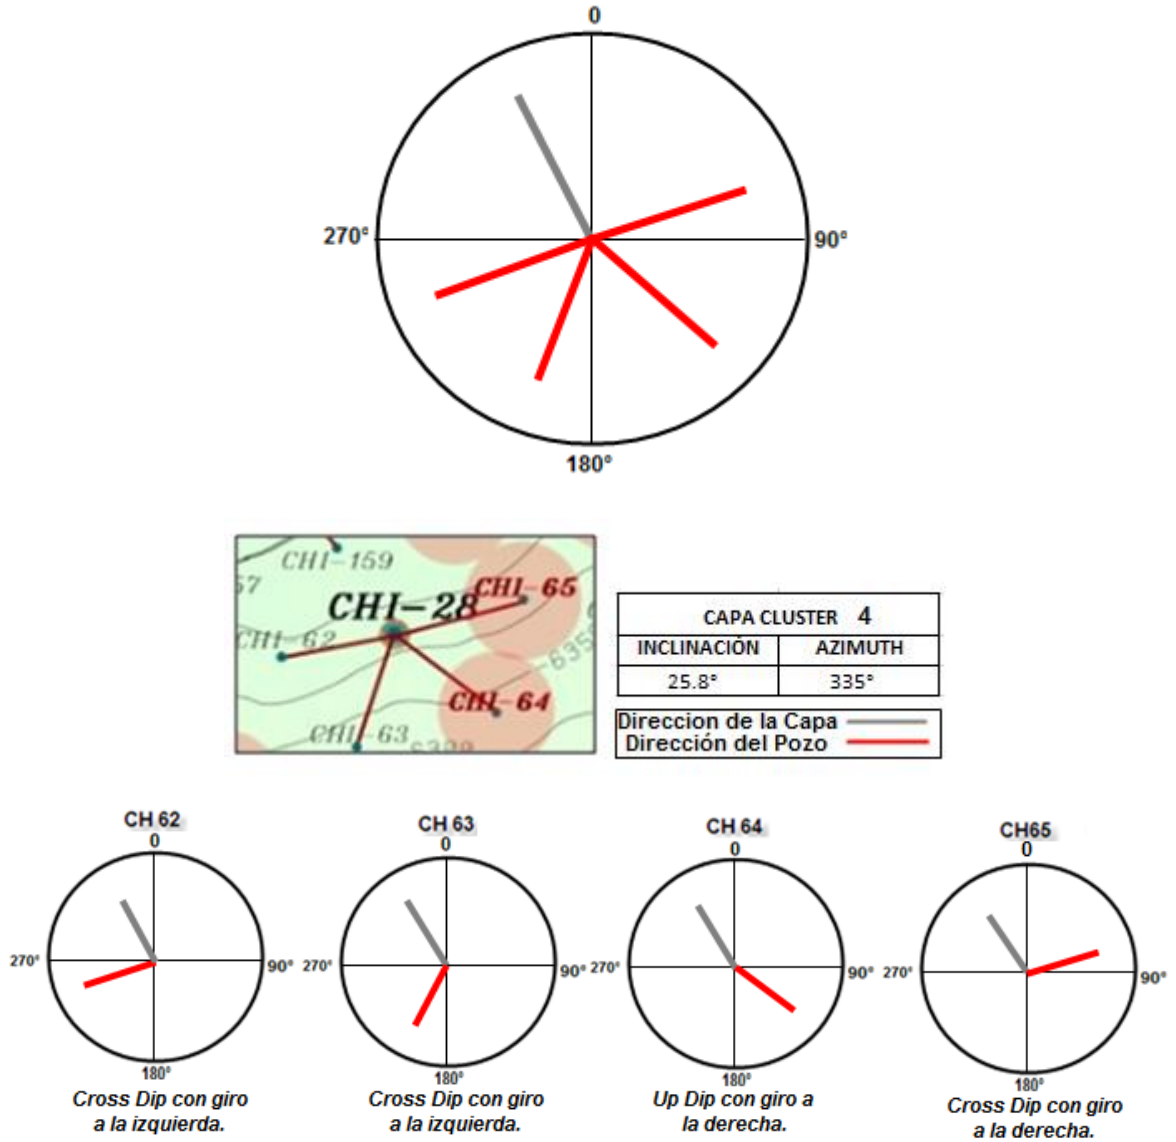 0
270°
90°
180°
CHI-159
57
CHI-65
CHI-28
CHI-62
-635
CHI-64
CHI-63
CAPA CLUSTER 4
INCLINACIÓN AZIMUTH
25.8° 335°
Direccion de la Capa
Dirección del Pozo
CH 62
0
270°
90°
180°
Cross Dip con giro
a la izquierda.
CH 63
0
270°
90°
180°
Cross Dip con giro
a la izquierda.
CH 64
0
270°
90°
180°
Up Dip con giro a
la derecha.
CH65
0
270°
90°
180°
Cross Dip con giro
a la derecha.